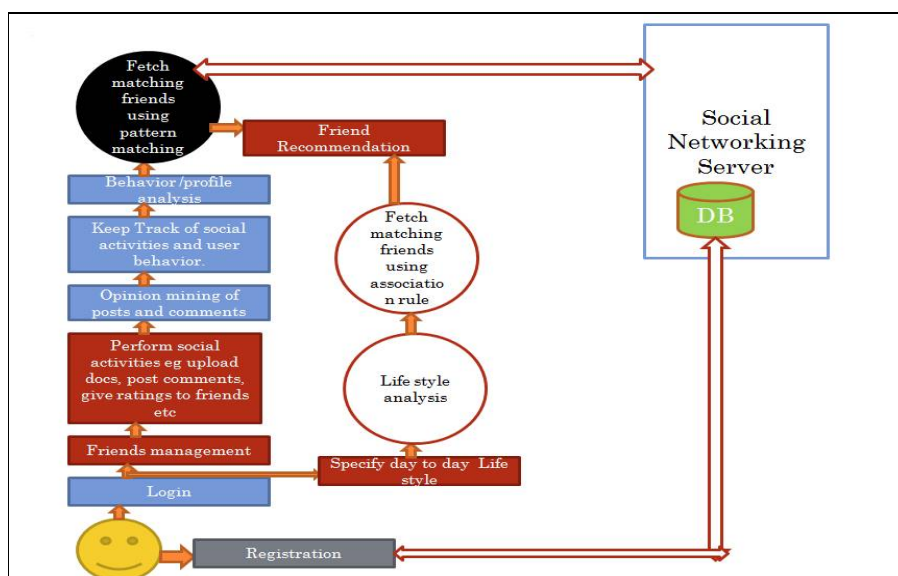 Fetch
matching
friends
using
pattern
matching
Friend
Recommendation
Social
Networking
Server
DB
Behavior /profile
analysis
Keep Track of social
activities and user
behavior.
Fetch
matching
friends
using
associatio
n rule
Opinion mining of
posts and comments
Perform social
activities eg upload
docs, post comments,
give ratings to friends
etc
Life style
analysis
Friends management
Specify day to day Life
style
Login
Registration